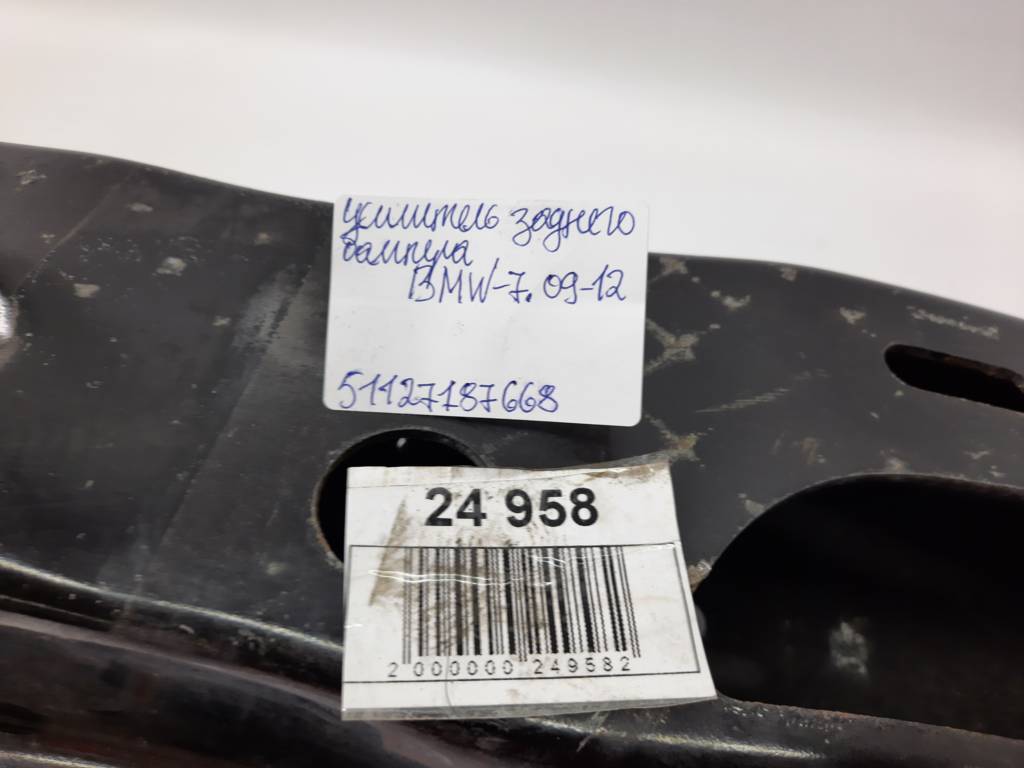 усилитель заднего
бампера
BMW-7. 09-12
51127187668
24 958
2 000000 249582